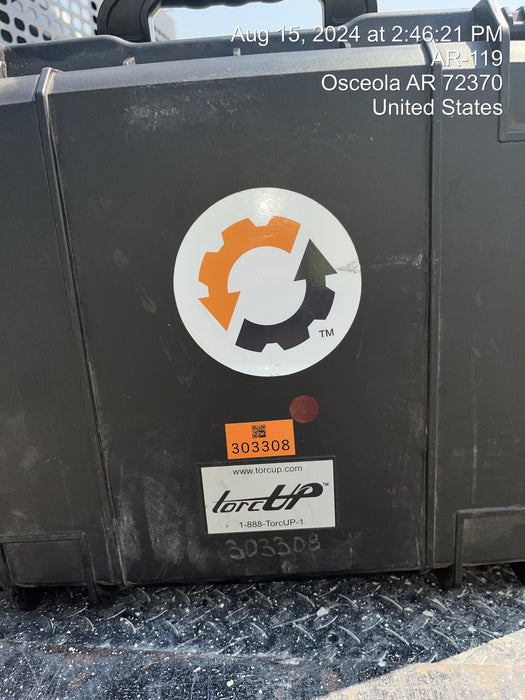 Aug 15, 2024 at 2:46:21 PM
AR-119
Osceola AR 72370
United States
TM
303308
www.torcup.com
torcUP™
1-888-TorcUP-1
303308